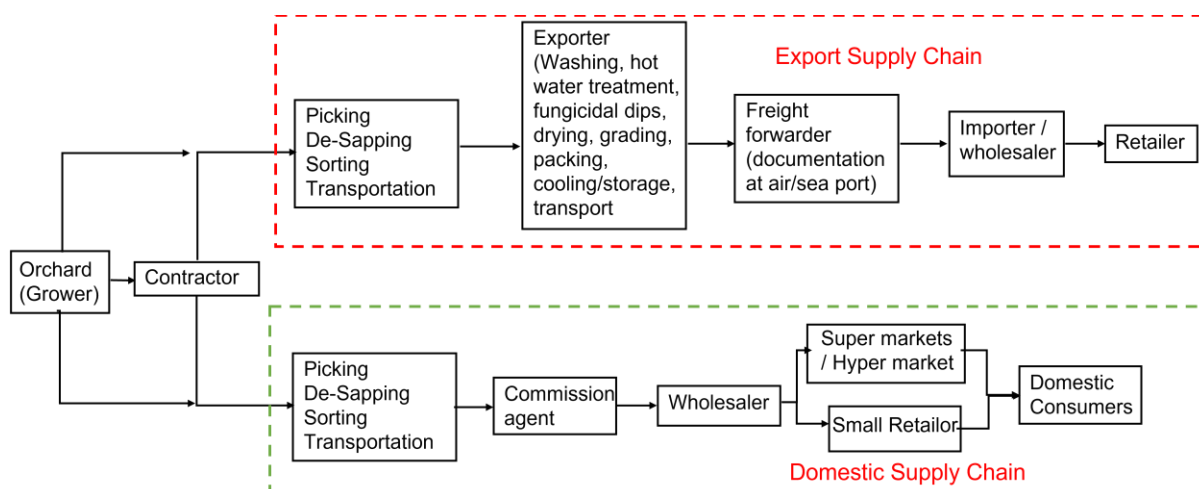 Export Supply Chain
Picking
De-Sapping
Sorting
Transportation
Exporter
(Washing, hot
water treatment,
fungicidal dips,
drying, grading,
packing,
cooling/storage,
transport
Freight
forwarder
(documentation
at air/sea port)
Importer /
wholesaler
Retailer
Orchard
(Grower)
Contractor
Picking
De-Sapping
Sorting
Transportation
Commission
agent
Wholesaler
Super markets
/ Hyper market
Small Retailor
Domestic
Consumers
Domestic Supply Chain